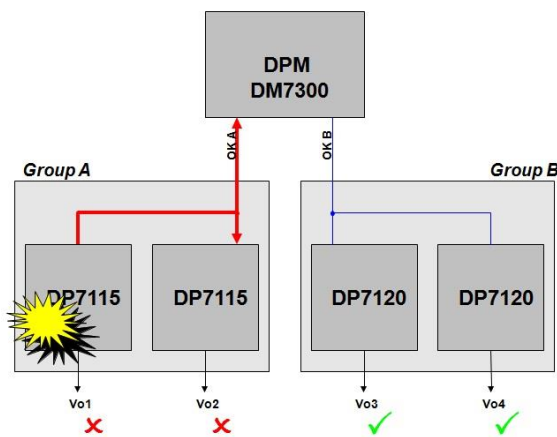 DPM
DM7300
OK A
OK B
Group A
Group B
DP7115
DP7115
DP7120
DP7120
Vo1
Vo2
Vo3
Vo4